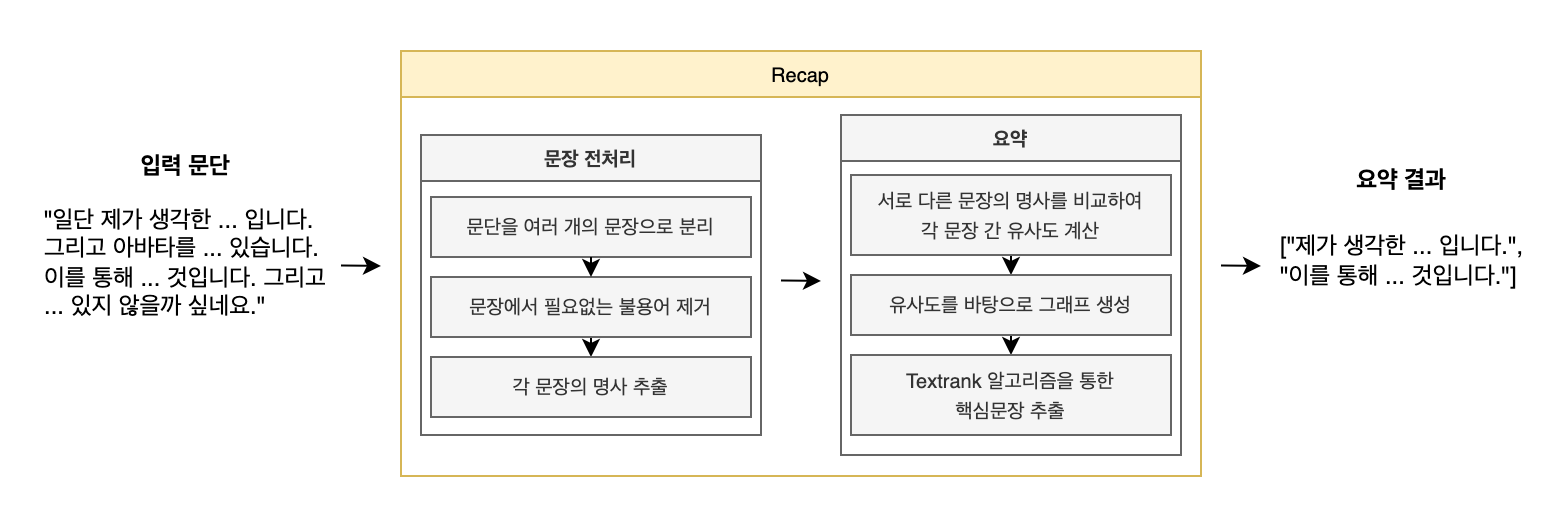 Recap
입력 문단
"일단 제가 생각한 ... 입니다.
그리고 아바타를 ... 있습니다.
이를 통해 ... 것입니다. 그리고
... 있지 않을까 싶네요."
문장 전처리
문단을 여러 개의 문장으로 분리
문장에서 필요없는 불용어 제거
각 문장의 명사 추출
요약
서로 다른 문장의 명사를 비교하여
각 문장 간 유사도 계산
유사도를 바탕으로 그래프 생성
Textrank 알고리즘을 통한
핵심문장 추출
요약 결과
["제가 생각한 ... 입니다.",
"이를 통해 ... 것입니다."]